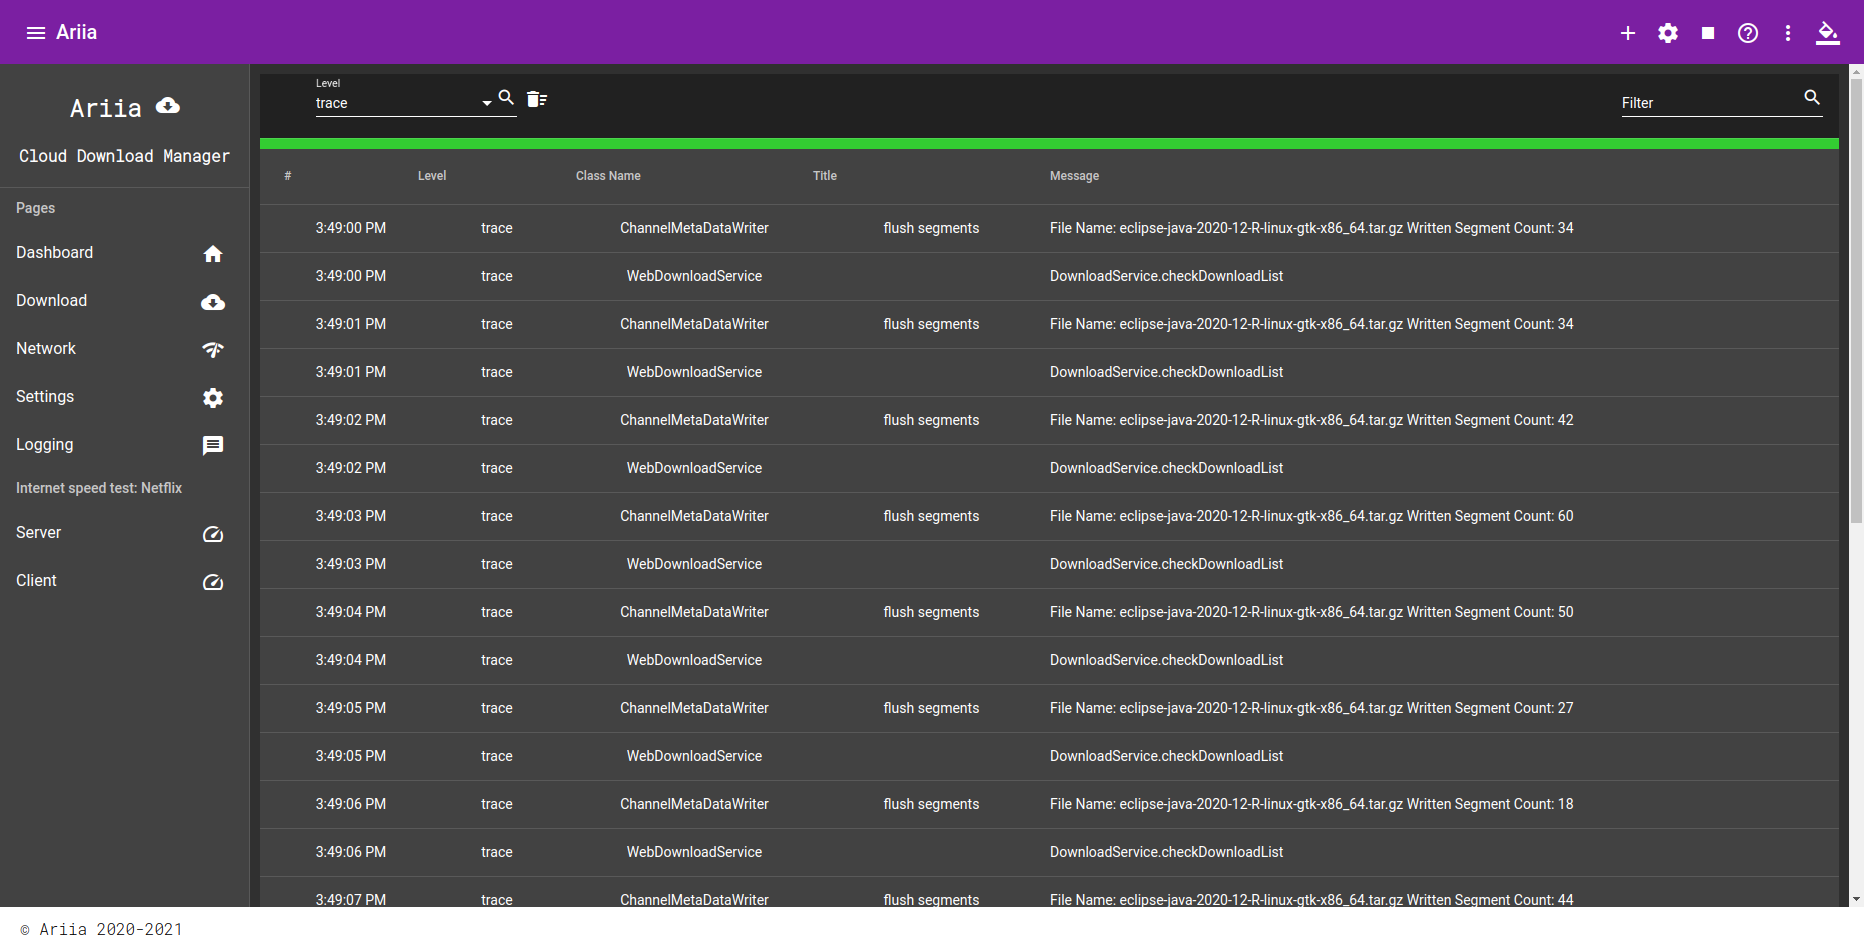 Ariia
Ariia
Cloud Download Manager
Pages
Dashboard
Download
Network
Settings
Logging
Internet speed test: Netflix
Server
Client
Level
trace
Filter
# Level Class Name Title Message
3:49:00 PM trace ChannelMetaDataWriter flush segments File Name: eclipse-java-2020-12-R-linux-gtk-x86_64.tar.gz Written Segment Count: 34
3:49:00 PM trace WebDownloadService DownloadService.checkDownloadList
3:49:01 PM trace ChannelMetaDataWriter flush segments File Name: eclipse-java-2020-12-R-linux-gtk-x86_64.tar.gz Written Segment Count: 34
3:49:01 PM trace WebDownloadService DownloadService.checkDownloadList
3:49:02 PM trace ChannelMetaDataWriter flush segments File Name: eclipse-java-2020-12-R-linux-gtk-x86_64.tar.gz Written Segment Count: 42
3:49:02 PM trace WebDownloadService DownloadService.checkDownloadList
3:49:03 PM trace ChannelMetaDataWriter flush segments File Name: eclipse-java-2020-12-R-linux-gtk-x86_64.tar.gz Written Segment Count: 60
3:49:03 PM trace WebDownloadService DownloadService.checkDownloadList
3:49:04 PM trace ChannelMetaDataWriter flush segments File Name: eclipse-java-2020-12-R-linux-gtk-x86_64.tar.gz Written Segment Count: 50
3:49:04 PM trace WebDownloadService DownloadService.checkDownloadList
3:49:05 PM trace ChannelMetaDataWriter flush segments File Name: eclipse-java-2020-12-R-linux-gtk-x86_64.tar.gz Written Segment Count: 27
3:49:05 PM trace WebDownloadService DownloadService.checkDownloadList
3:49:06 PM trace ChannelMetaDataWriter flush segments File Name: eclipse-java-2020-12-R-linux-gtk-x86_64.tar.gz Written Segment Count: 18
3:49:06 PM trace WebDownloadService DownloadService.checkDownloadList
3:49:07 PM trace ChannelMetaDataWriter flush segments File Name: eclipse-java-2020-12-R-linux-gtk-x86_64.tar.gz Written Segment Count: 44
© Ariia 2020-2021